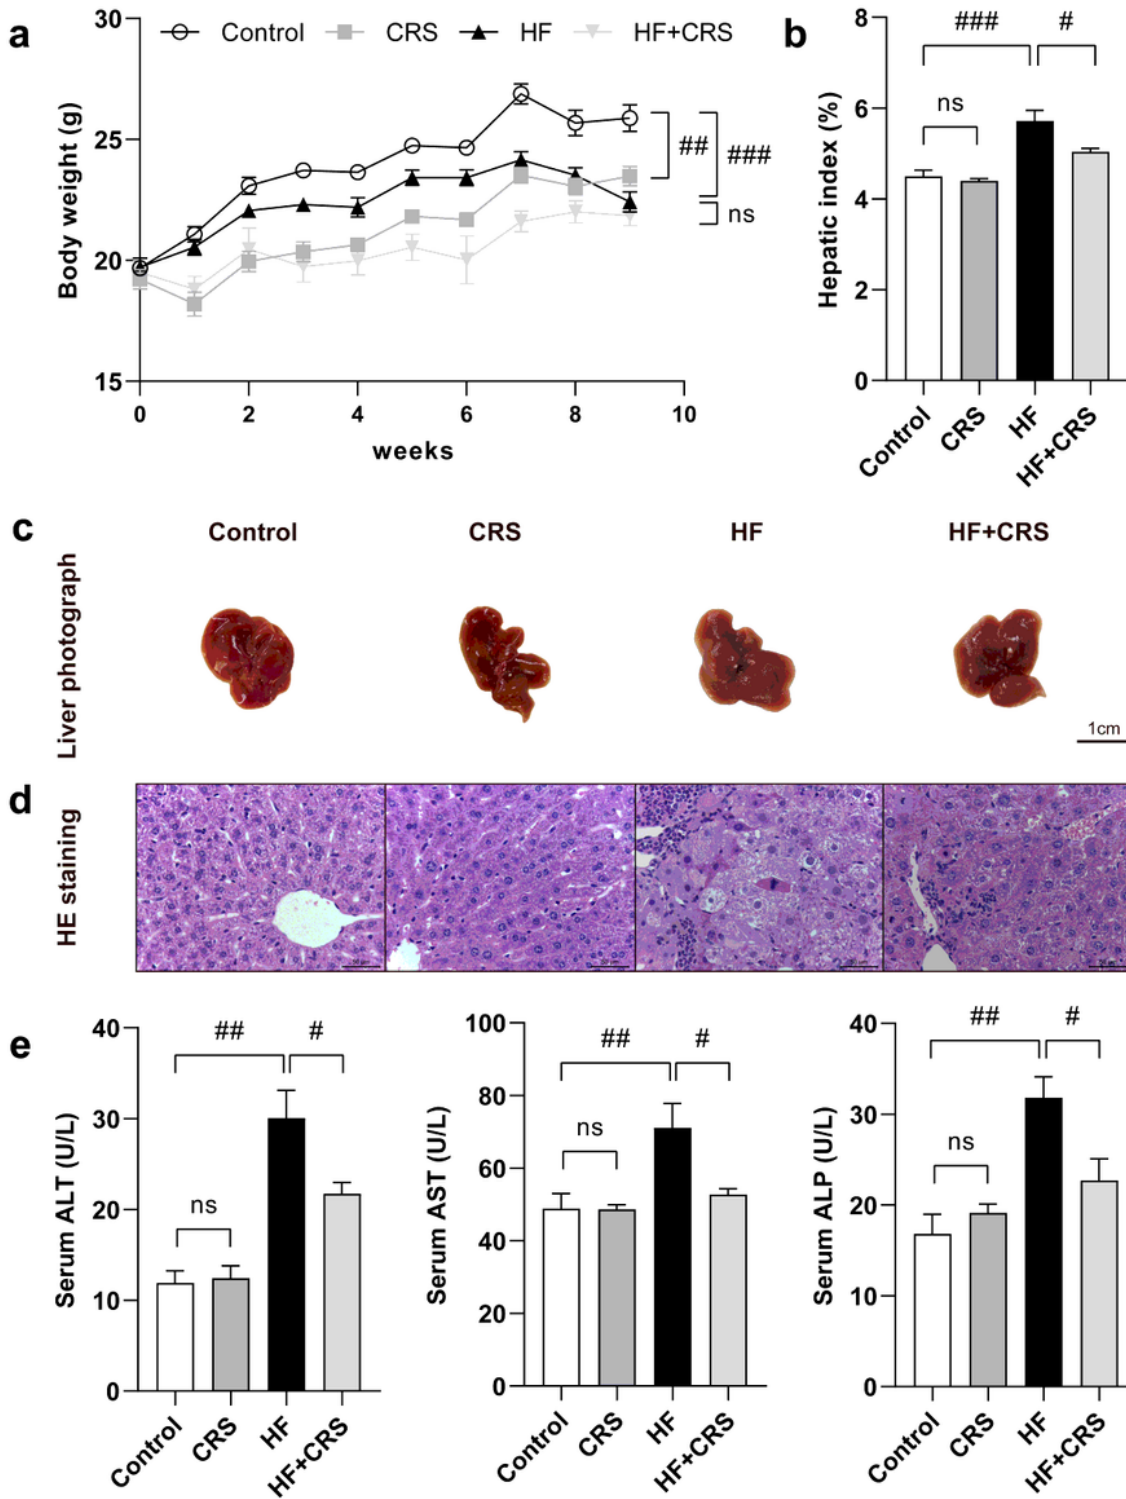 a
Control
CRS
HF
HF+CRS
Body weight (g)
30
25
20
15
0
2
4
6
8
10
weeks
##
###
ns
b
Hepatic index (%)
8
6
4
2
0
###
#
ns
Control
CRS
HF
HF+CRS
c
Control
CRS
HF
HF+CRS
Liver photograph
1cm
d
HE staining
e
Serum ALT (U/L)
40
30
20
10
0
##
#
ns
Control
CRS
HF
HF+CRS
Serum AST (U/L)
100
80
60
40
20
0
##
#
ns
Control
CRS
HF
HF+CRS
Serum ALP (U/L)
40
30
20
10
0
##
#
ns
Control
CRS
HF
HF+CRS